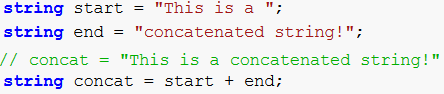 string start = "This is a ";
string end = "concatenated string!";
// concat = "This is a concatenated string!"
string concat = start + end;